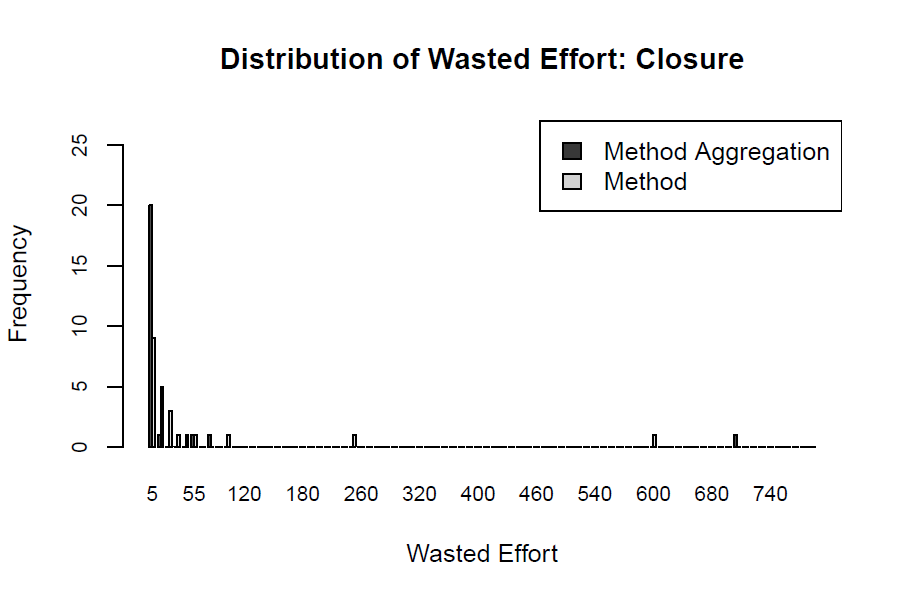 Distribution of Wasted Effort: Closure
Method Aggregation
Method
Frequency
25
20
15
10
5
0
5 55 120 180 260 320 400 460 540 600 680 740
Wasted Effort